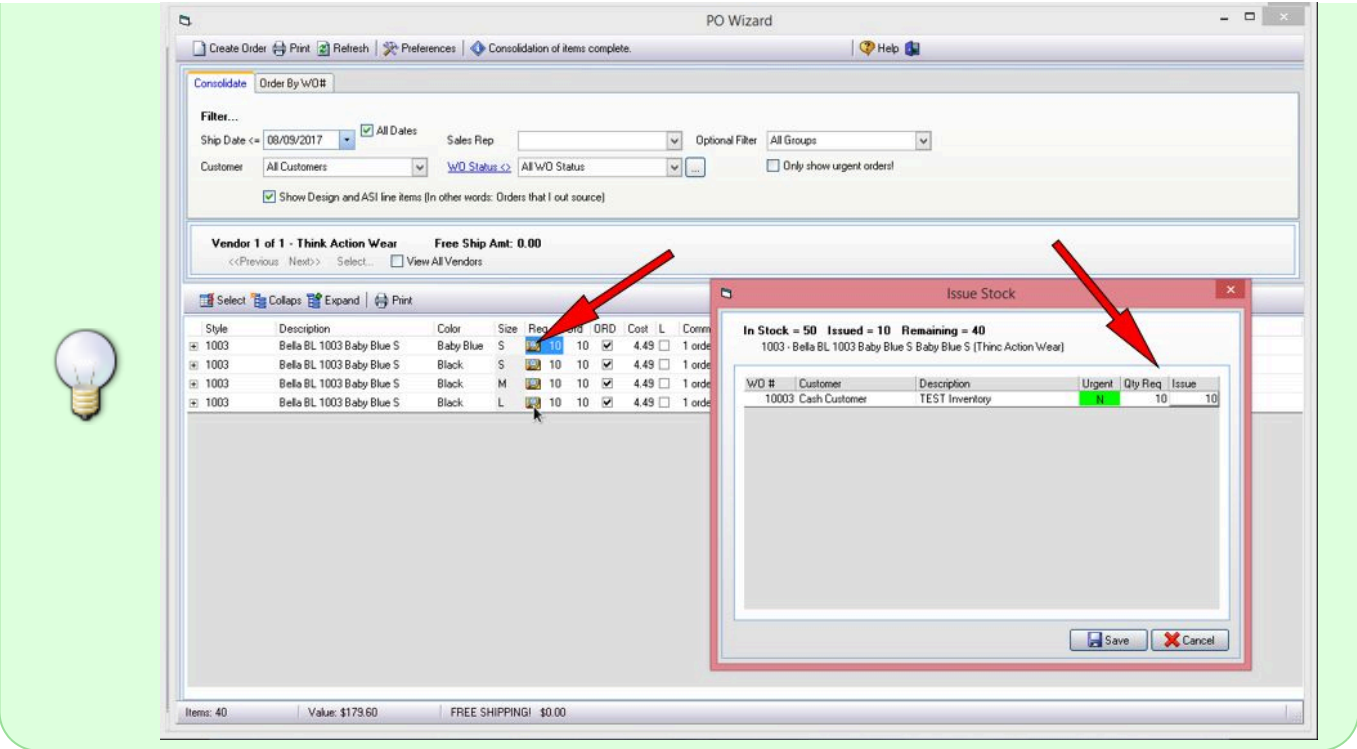 PO Wizard
Create Order Print Refresh Preferences Consolidation of items complete. Help
Consolidate Order By WO#
Filter...
Ship Date <= 08/09/2017 All Dates Sales Rep Optional Filter All Groups
Customer All Customers WO Status <> All WO Status ... Only show urgent orders!
Show Design and ASI line items (In other words: Orders that I out source)
Vendor 1 of 1 - Think Action Wear Free Ship Amt: 0.00
<<Previous Next>> Select... View All Vendors
Select Collaps Expand Print
Style Description Color Size Req ORD Cost L
1003 Bella BL 1003 Baby Blue S Baby Blue S 10 10 4.49 1
1003 Bella BL 1003 Baby Blue S Black S 10 10 4.49 1
1003 Bella BL 1003 Baby Blue S Black M 10 10 4.49 1
1003 Bella BL 1003 Baby Blue S Black L 10 10 4.49 1
Issue Stock
In Stock = 50 Issued = 10 Remaining = 40
1003 - Bella BL 1003 Baby Blue S Baby Blue S (Thinc Action Wear)
WO # Customer Description Urgent Qty Req Issue
10003 Cash Customer TEST Inventory N 10 10
Save Cancel
Items: 40 Value: $179.60 FREE SHIPPING! $0.00